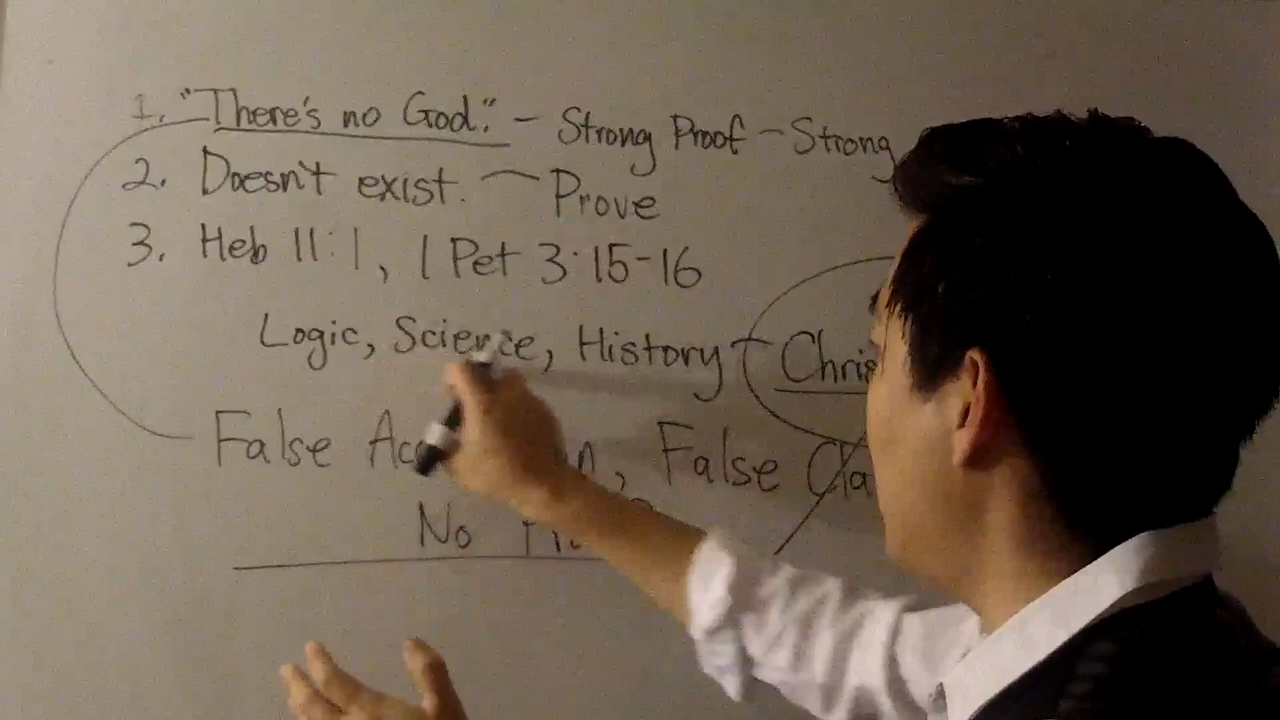 1. "There's no God." - Strong Proof - Strong
2. Doesn't exist. - Prove
3. Heb 11:1, 1 Pet 3:15-16
Logic, Science, History - Chris
False, False
No